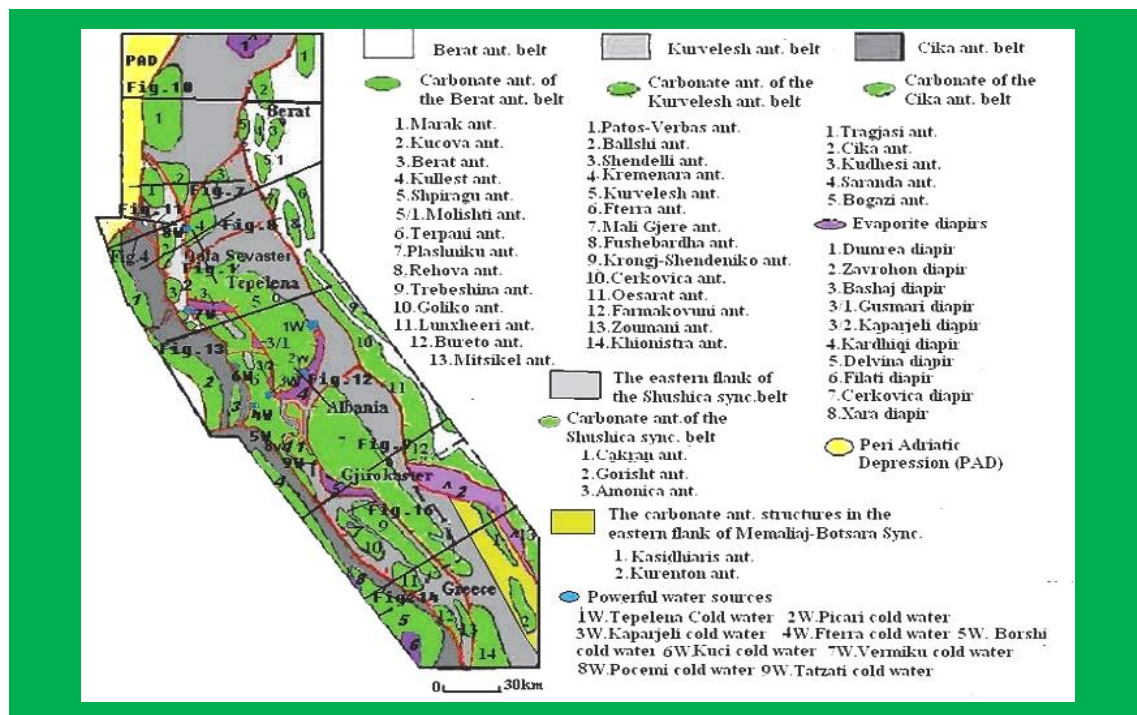 Berat ant. belt
Kurvelesh ant. belt
Cika ant. belt
Carbonate ant. of
the Berat ant. belt
1.Marak ant.
2.Kucova ant.
3.Berat ant.
4.Kullest ant.
5.Shpiragu ant.
5/1.Molishti ant.
6.Terpani ant.
7.Plashniku ant.
8.Rehova ant.
9.Trebeshina ant.
10.Goliko ant.
11.Lunxheeri ant.
12.Bureto ant.
13.Mitsikel ant.
Carbonate ant. of the
Kurvelesh ant. belt
1.Patos-Verbas ant.
2.Ballshi ant.
3.Shendelli ant.
4.Kremenara ant.
5.Kurvelesh ant.
6.Fterra ant.
7.Mali Gjere ant.
8.Fushebardha ant.
9.Krongj-Shendeniko ant.
10.Cerkovica ant.
11.Oesarat ant.
12.Farmakovuni ant.
13.Zoumani ant.
14.Khionistra ant.
Carbonate of the
Cika ant. belt
1.Tragjasi ant.
2.Cika ant.
3.Kudhesi ant.
4.Saranda ant.
5.Bogazi ant.
Evaporite diapirs
1.Dumrea diapir
2.Zavrohon diapir
3.Bashaj diapir
3/1.Gusmari diapir
3/2.Kaparjeli diapir
4.Kardhiqi diapir
5.Delvina diapir
6.Filati diapir
7.Cerkovica diapir
8.Xara diapir
Peri Adriatic
Depression (PAD)
The eastern flank of
the Shushica sync.belt
Carbonate ant.of the
Shushica sync. belt
1.Cakran ant.
2.Gorisht ant.
3.Amonica ant.
The carbonate ant. structures in the
eastern flank of Memaliaj-Botsara Sync.
1. Kasidhiaris ant.
2.Kurenton ant.
Powerful water sources
1W.Tepelena Cold water 2W.Picari cold water
3W.Kaparjeli cold water 4W.Fterra cold water 5W. Borshi
cold water 6W.Kuci cold water 7W.Vermiku cold water
8W.Pocemi cold water 9W.Tatzati cold water
PAD
Fig.10
Berat
Fig.7
Fig.11
Fig.8
8W
Fig.4
Sevaster
Fig.1
Tepelena
7W
1W
Fig.13
3/1
3/2
2W
6W
3W
Fig.12
4W
Albania
5W
9W
Gjirokaster
Fig.16
Greece
Fig.14
0 30km